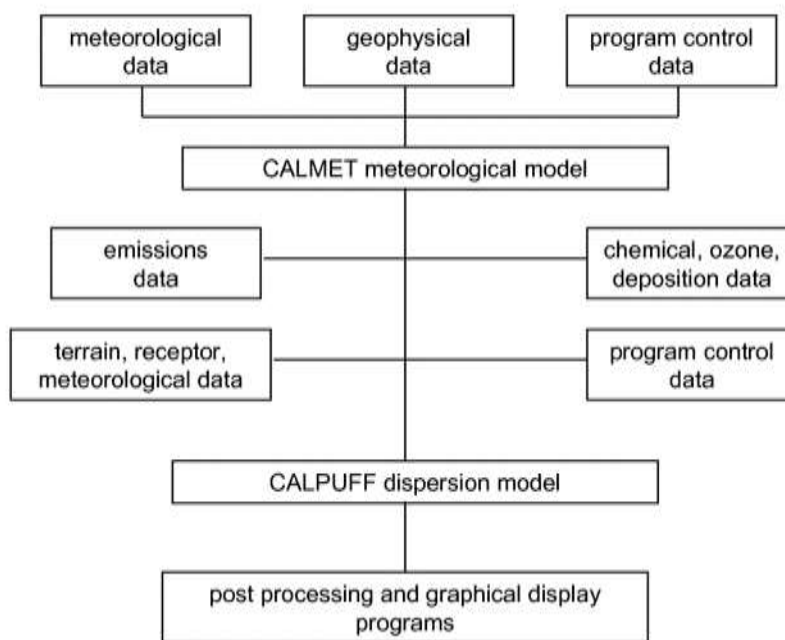 meteorological
data
geophysical
data
program control
data
CALMET meteorological model
emissions
data
chemical, ozone,
deposition data
terrain, receptor,
meteorological data
program control
data
CALPUFF dispersion model
post processing and graphical display
programs